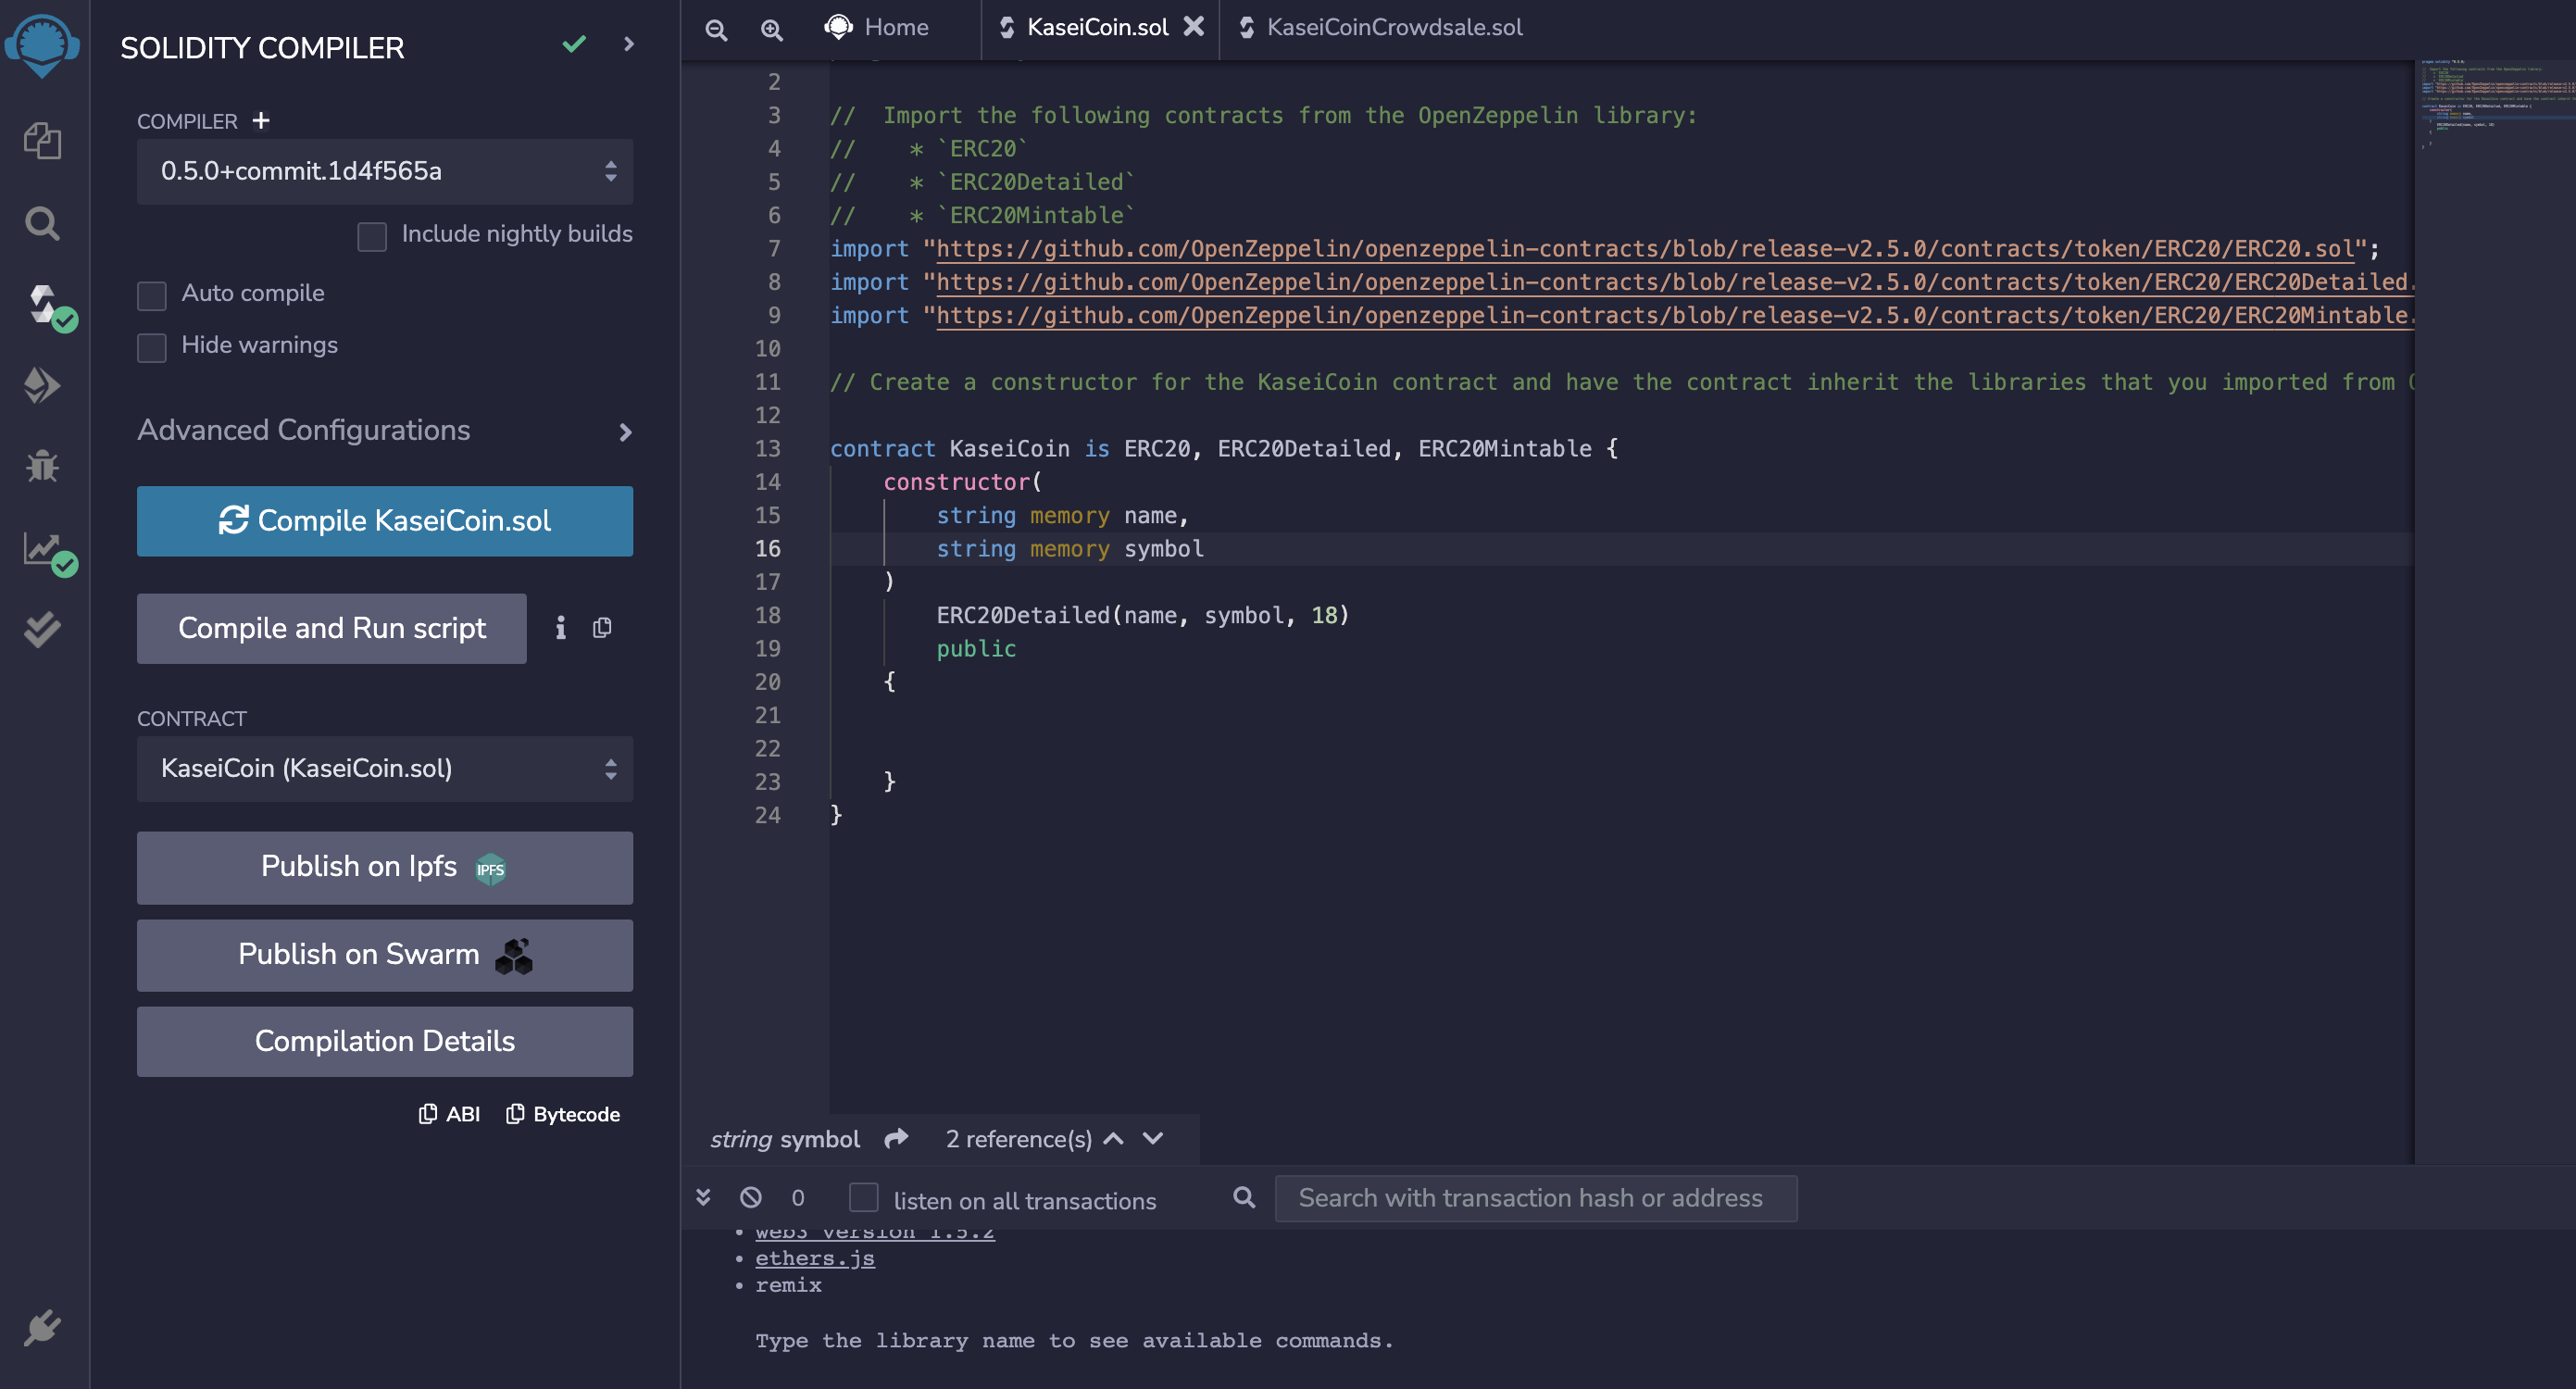 SOLIDITY COMPILER
COMPILER +
0.5.0+commit.1d4f565a
Include nightly builds
Auto compile
Hide warnings
Advanced Configurations
Compile KaseiCoin.sol
Compile and Run script
CONTRACT
KaseiCoin (KaseiCoin.sol)
Publish on Ipfs IPFS
Publish on Swarm
Compilation Details
ABI Bytecode
Home KaseiCoin.sol KaseiCoinCrowdsale.sol
2
3 //  Import the following contracts from the OpenZeppelin library:
4 //    * `ERC20`
5 //    * `ERC20Detailed`
6 //    * `ERC20Mintable`
7 import "https://github.com/OpenZeppelin/openzeppelin-contracts/blob/release-v2.5.0/contracts/token/ERC20/ERC20.sol";
8 import "https://github.com/OpenZeppelin/openzeppelin-contracts/blob/release-v2.5.0/contracts/token/ERC20/ERC20Detailed.
9 import "https://github.com/OpenZeppelin/openzeppelin-contracts/blob/release-v2.5.0/contracts/token/ERC20/ERC20Mintable.
10
11 // Create a constructor for the KaseiCoin contract and have the contract inherit the libraries that you imported from
12
13 contract KaseiCoin is ERC20, ERC20Detailed, ERC20Mintable {
14     constructor(
15         string memory name,
16         string memory symbol
17     )
18         ERC20Detailed(name, symbol, 18)
19         public
20     {
21
22
23     }
24 }
string symbol 2 reference(s)
0 listen on all transactions Search with transaction hash or address
• web3 version 1.5.2
• ethers.js
• remix
Type the library name to see available commands.